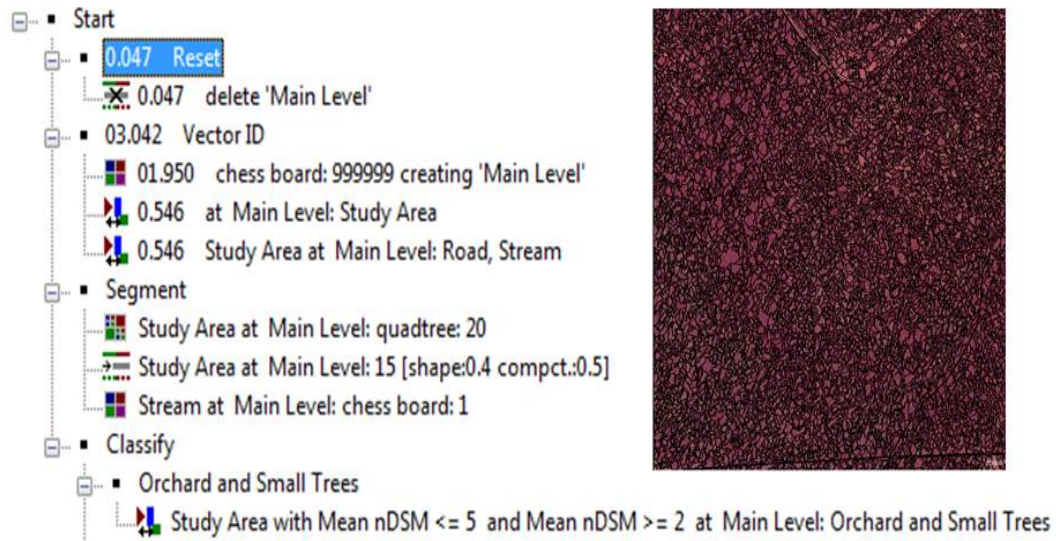 Start
0.047 Reset
0.047 delete 'Main Level'
03.042 Vector ID
01.950 chess board: 999999 creating 'Main Level'
0.546 at Main Level: Study Area
0.546 Study Area at Main Level: Road, Stream
Segment
Study Area at Main Level: quadtree: 20
Study Area at Main Level: 15 [shape:0.4 compct.:0.5]
Stream at Main Level: chess board: 1
Classify
Orchard and Small Trees
Study Area with Mean nDSM <= 5 and Mean nDSM >= 2 at Main Level: Orchard and Small Trees